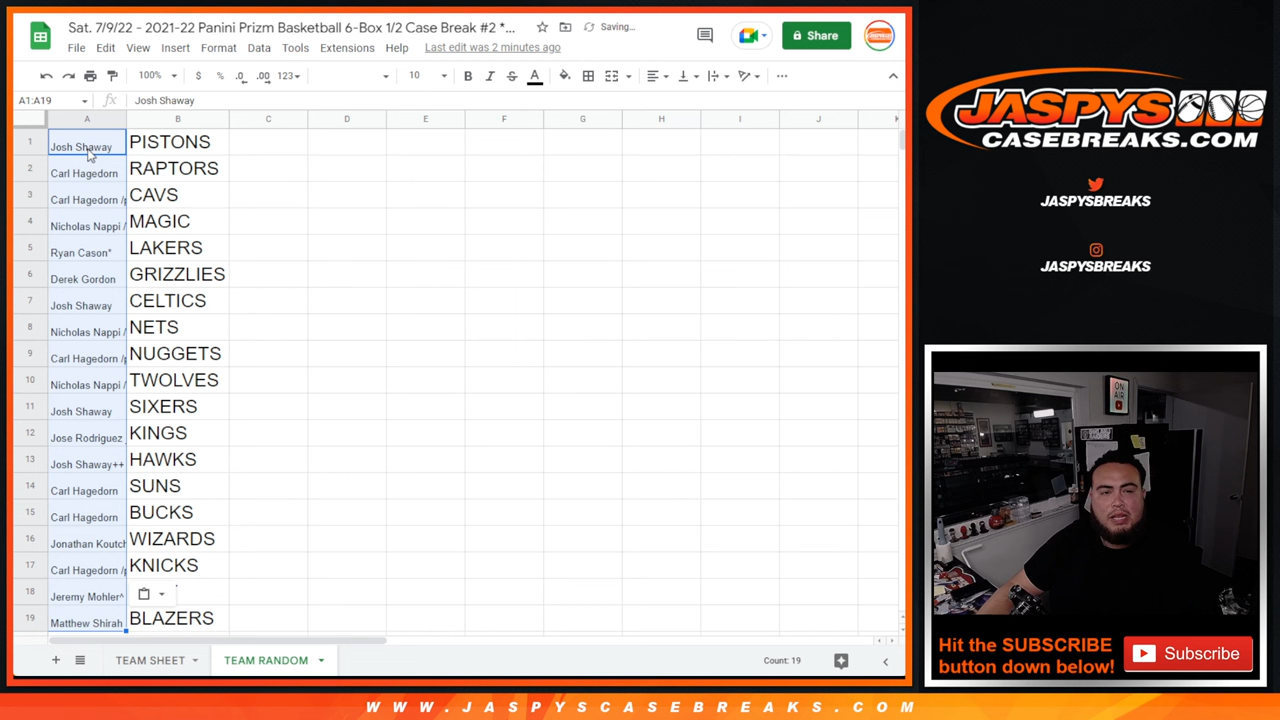 Sat. 7/9/22 - 2021-22 Panini Prizm Basketball 6-Box 1/2 Case Break #2 *...
Saving...
File Edit View Insert Format Data Tools Extensions Help Last edit was 2 minutes ago
Share
100% $ % .0 .00 123 10 B I S A
A1:A19 fx Josh Shaway
A B C D E F G H I J
1 Josh Shaway PISTONS
2 Carl Hagedorn RAPTORS
3 Carl Hagedorn /p CAVS
4 Nicholas Nappi / MAGIC
5 Ryan Cason* LAKERS
6 Derek Gordon GRIZZLIES
7 Josh Shaway CELTICS
8 Nicholas Nappi / NETS
9 Carl Hagedorn /p NUGGETS
10 Nicholas Nappi / TWOLVES
11 Josh Shaway SIXERS
12 Jose Rodriguez KINGS
13 Josh Shaway++ HAWKS
14 Carl Hagedorn SUNS
15 Carl Hagedorn BUCKS
16 Jonathan Koutch WIZARDS
17 Carl Hagedorn /p KNICKS
18 Jeremy Mohler^
19 Matthew Shirah BLAZERS
TEAM SHEET TEAM RANDOM Count: 19
JASPYS
CASEBREAKS.COM
JASPYSBREAKS
JASPYSBREAKS
ON
AIR
Hit the SUBSCRIBE
button down below!
Subscribe
WWW.JASPYSCASEBREAKS.COM